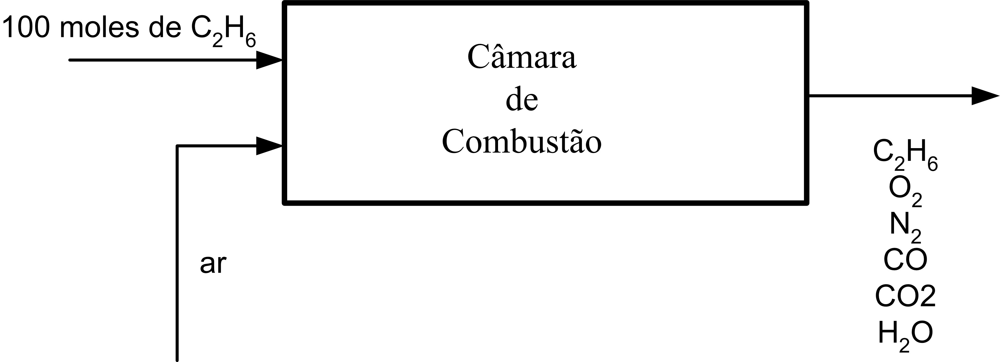 100 moles de C₂H₆
Câmara
de
Combustão
ar
C₂H₆
O₂
N₂
CO
CO2
H₂O